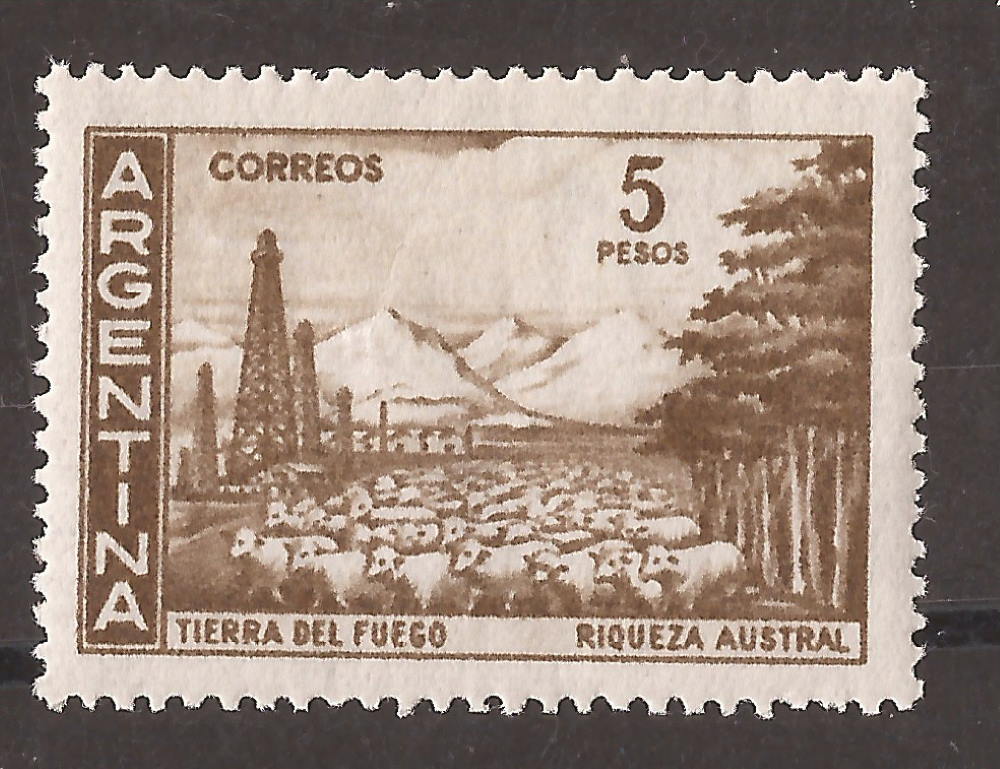 ARGENTINA
CORREOS
5
PESOS
TIERRA DEL FUEGO
RIQUEZA AUSTRAL